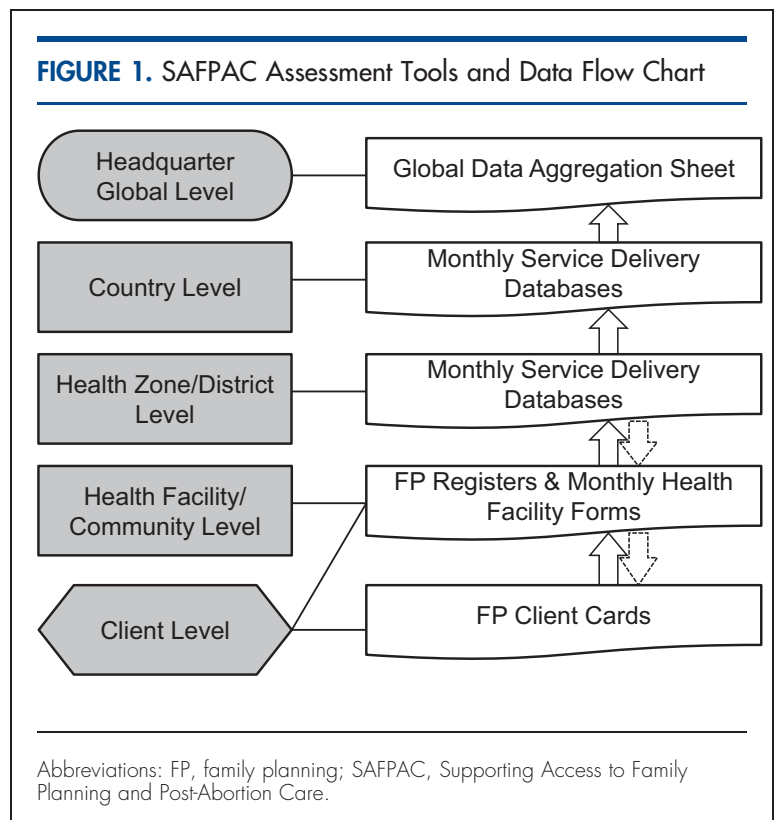 FIGURE 1. SAFPAC Assessment Tools and Data Flow Chart
Headquarter
Global Level
Global Data Aggregation Sheet
Country Level
Monthly Service Delivery
Databases
Health Zone/District
Level
Monthly Service Delivery
Databases
Health Facility/
Community Level
FP Registers & Monthly Health
Facility Forms
Client Level
FP Client Cards
Abbreviations: FP, family planning; SAFPAC, Supporting Access to Family
Planning and Post-Abortion Care.